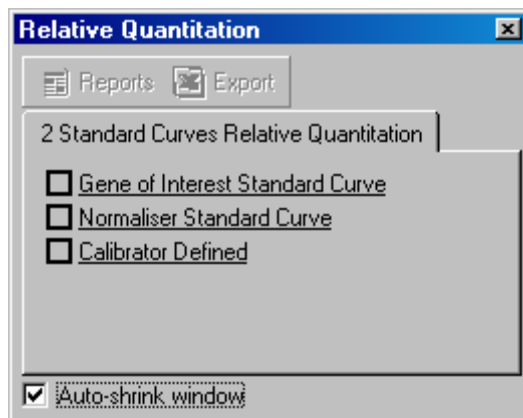 Relative Quantitation
Reports Export
2 Standard Curves Relative Quantitation
Gene of Interest Standard Curve
Normaliser Standard Curve
Calibrator Defined
Auto-shrink window